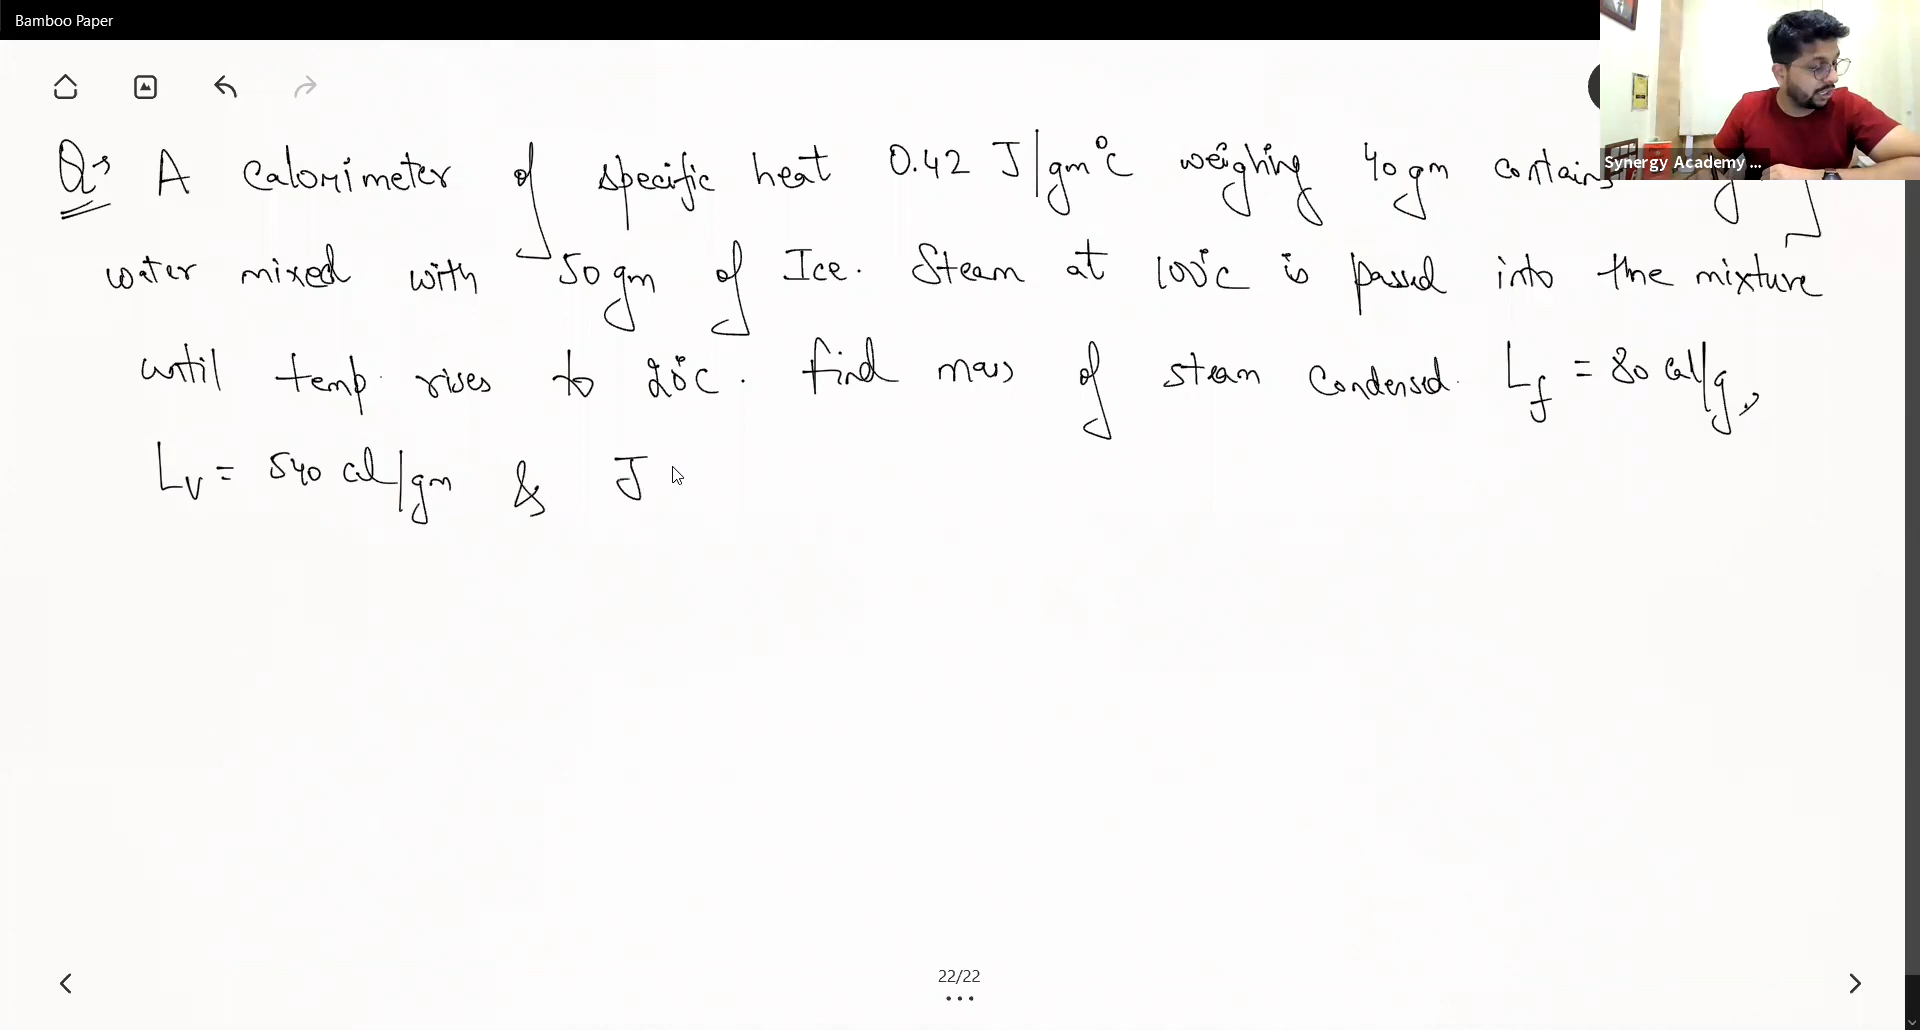 Bamboo Paper
Synergy Academy ...
Qs A Calorimeter of specific heat 0.42 J/gm°C weighing 40gm contains
water mixed with 50 gm of Ice. Steam at 100°C is passed into the mixture
until temp. rises to 20°C. find mass of steam Condensed. Lf = 80 cal/g,
Lv = 540 cal/gm & J
22/22